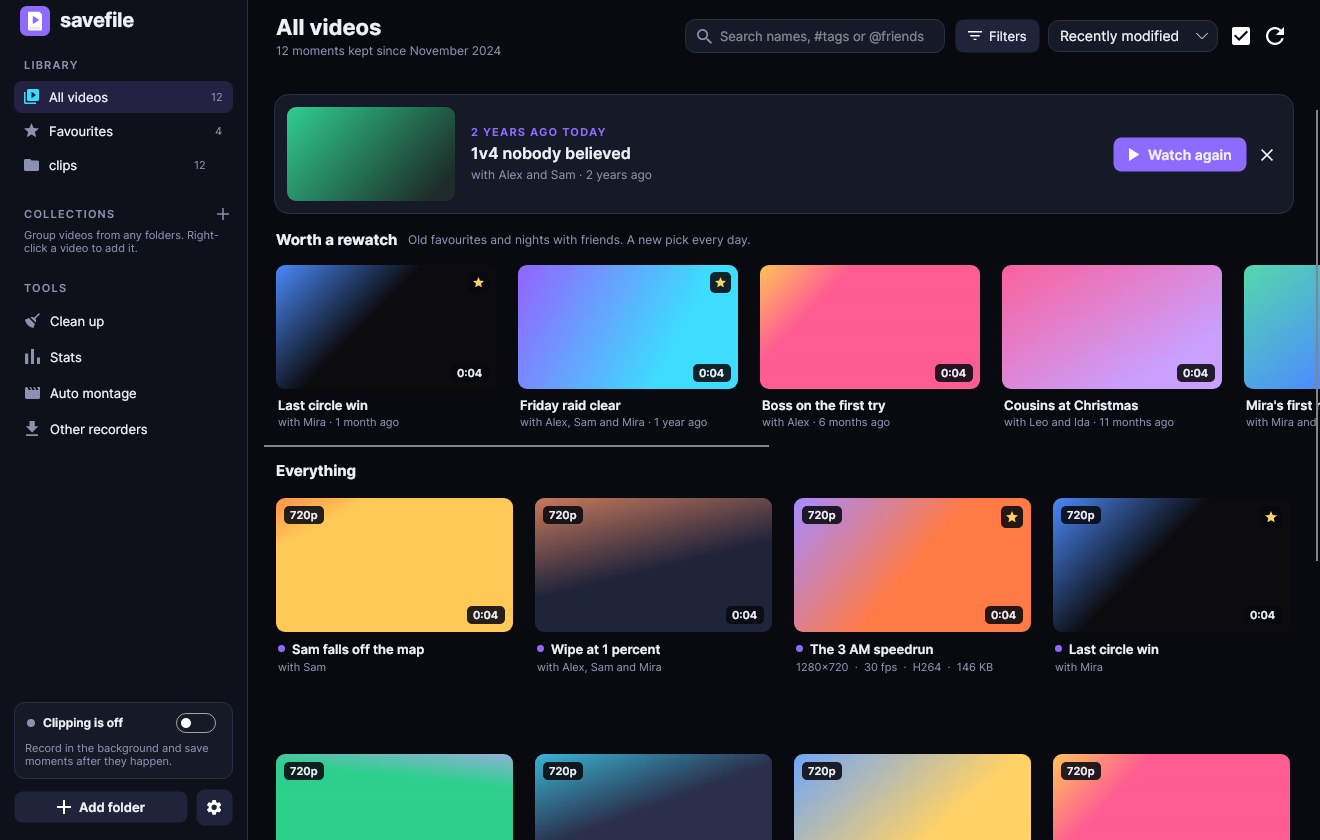 savefile
LIBRARY
All videos 12
Favourites 4
clips 12
COLLECTIONS
Group videos from any folders. Right-
click a video to add it.
TOOLS
Clean up
Stats
Auto montage
Other recorders
Clipping is off
Record in the background and save
moments after they happen.
Add folder
All videos
12 moments kept since November 2024
Search names, #tags or @friends
Filters
Recently modified
2 YEARS AGO TODAY
1v4 nobody believed
with Alex and Sam · 2 years ago
Watch again
Worth a rewatch Old favourites and nights with friends. A new pick every day.
0:04
Last circle win
with Mira · 1 month ago
0:04
Friday raid clear
with Alex, Sam and Mira · 1 year ago
0:04
Boss on the first try
with Alex · 6 months ago
0:04
Cousins at Christmas
with Leo and Ida · 11 months ago
Mira's first
with Mira and
Everything
720p
0:04
Sam falls off the map
with Sam
720p
0:04
Wipe at 1 percent
with Alex, Sam and Mira
720p
0:04
The 3 AM speedrun
1280×720 · 30 fps · H264 · 146 KB
720p
0:04
Last circle win
with Mira
720p
720p
720p
720p